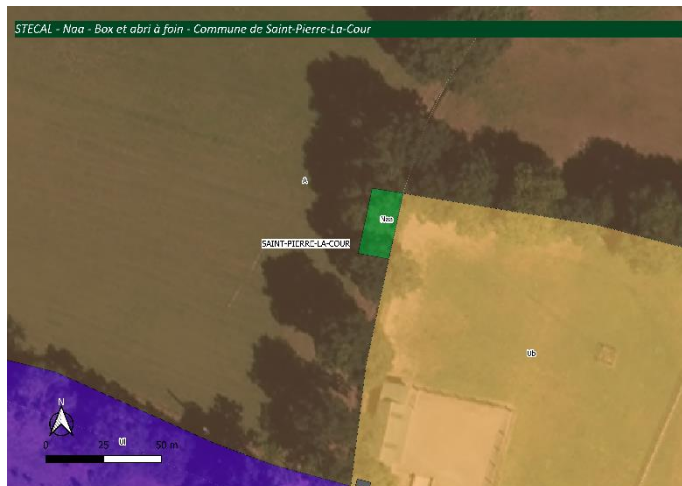 STECAL - Naa - Box et abri à foin - Commune de Saint-Pierre-La-Cour
A
Naa
SAINT-PIERRE-LA-COUR
Ub
N
UI
0 25 50 m